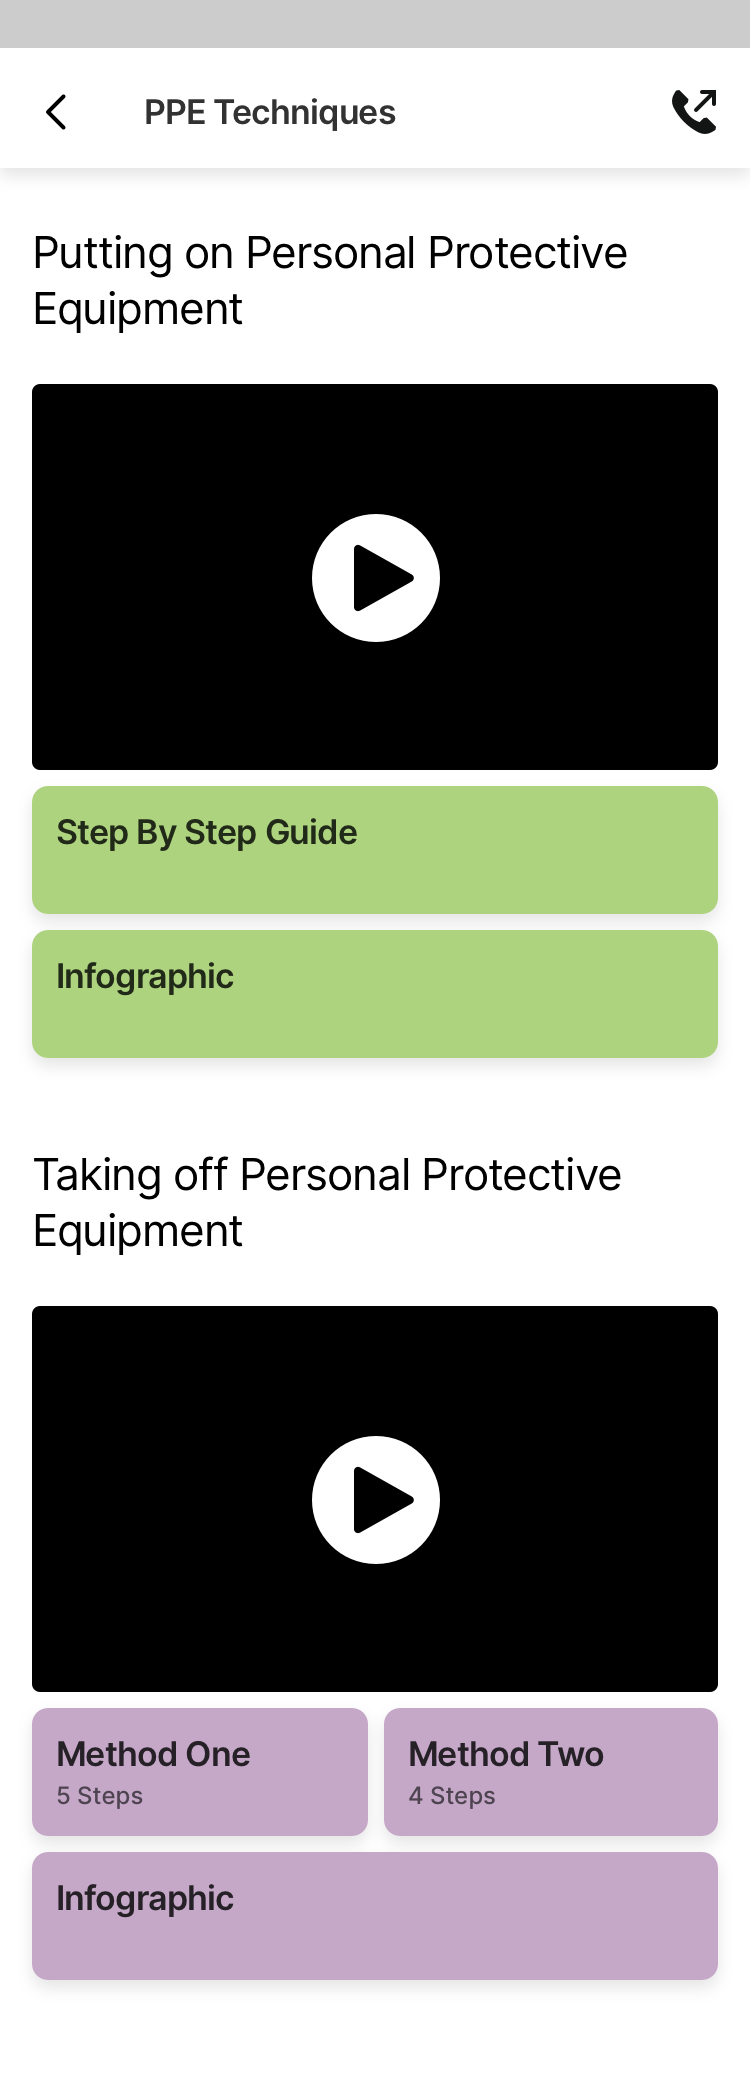 PPE Techniques
Putting on Personal Protective
Equipment
Step By Step Guide
Infographic
Taking off Personal Protective
Equipment
Method One
5 Steps
Method Two
4 Steps
Infographic